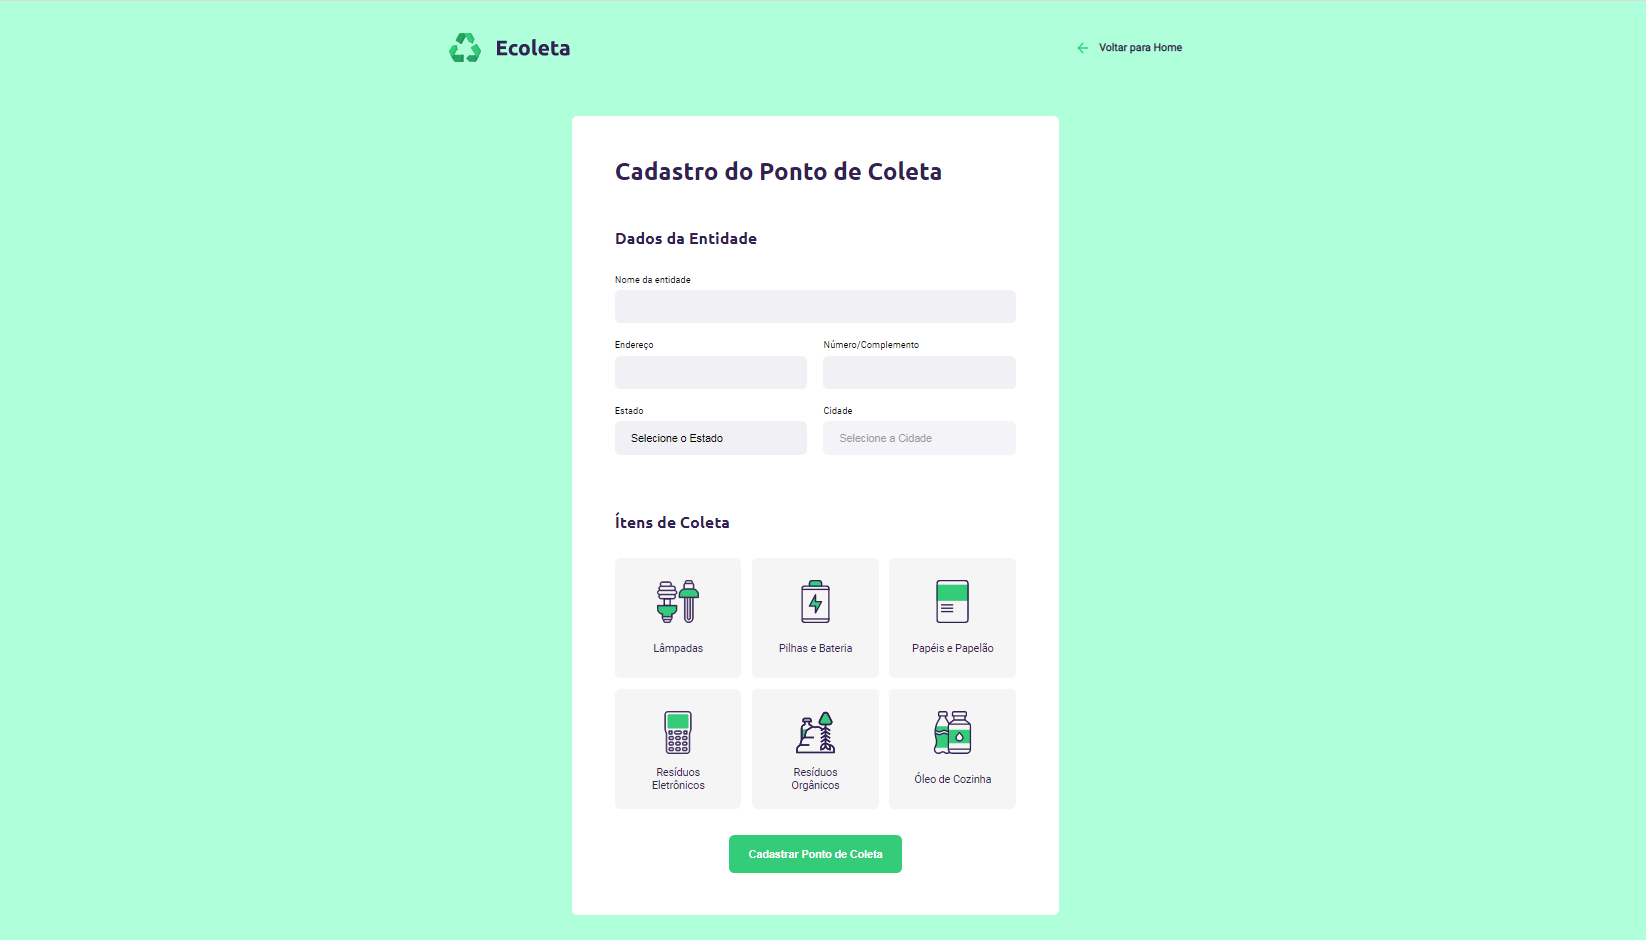 Ecoleta
Voltar para Home
Cadastro do Ponto de Coleta
Dados da Entidade
Nome da entidade
Endereço
Número/Complemento
Estado
Cidade
Selecione o Estado
Selecione a Cidade
Ítens de Coleta
Lâmpadas
Pilhas e Bateria
Papéis e Papelão
Resíduos
Eletrônicos
Resíduos
Orgânicos
Óleo de Cozinha
Cadastrar Ponto de Coleta